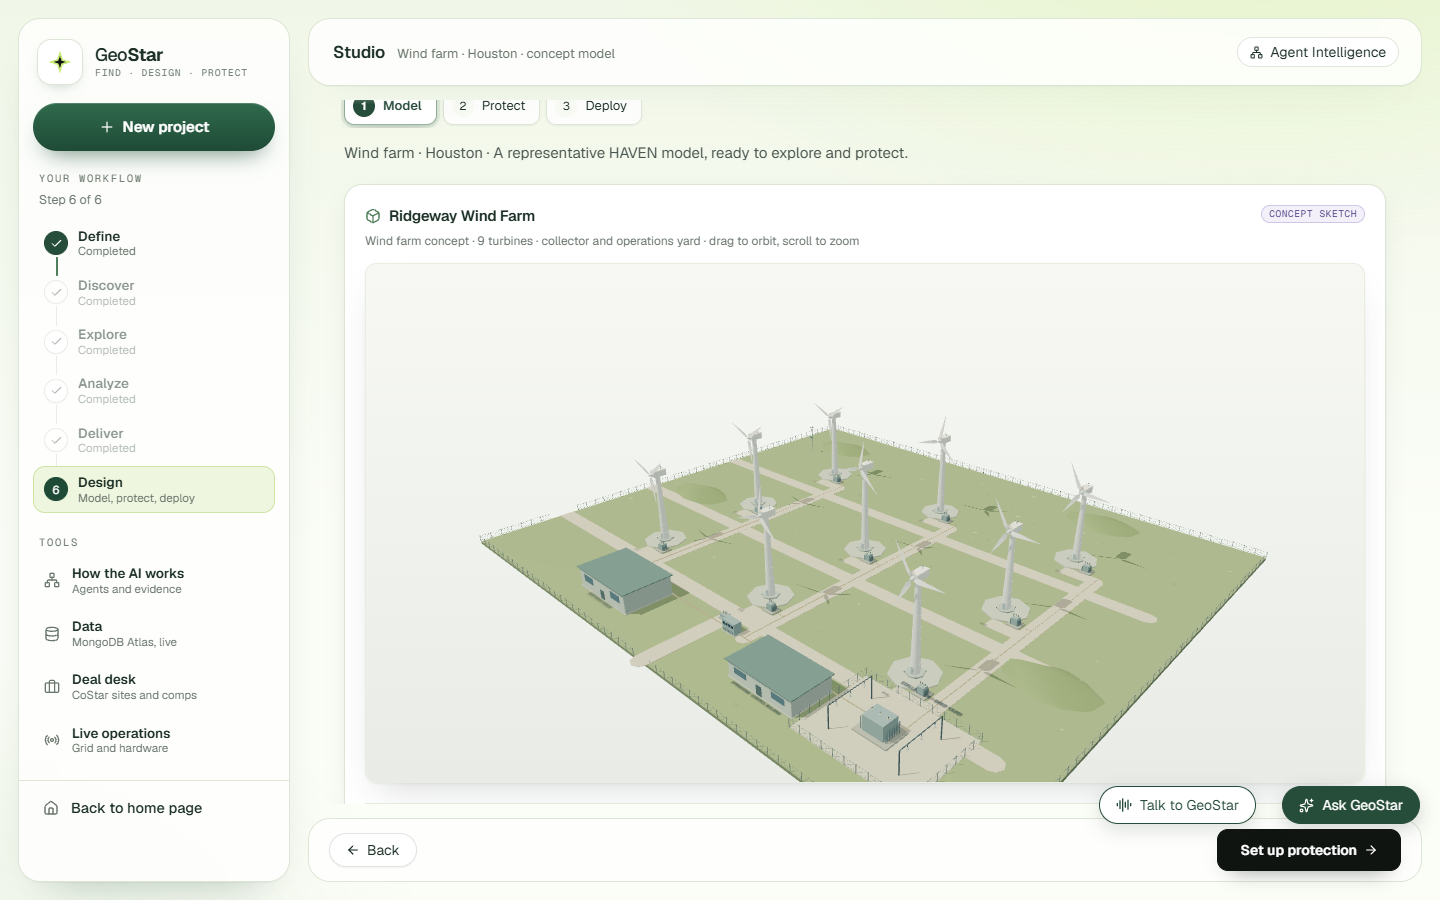 GeoStar
FIND · DESIGN · PROTECT
New project
YOUR WORKFLOW
Step 6 of 6
Define
Completed
Discover
Completed
Explore
Completed
Analyze
Completed
Deliver
Completed
6
Design
Model, protect, deploy
TOOLS
How the AI works
Agents and evidence
Data
MongoDB Atlas, live
Deal desk
CoStar sites and comps
Live operations
Grid and hardware
Back to home page
Studio
Wind farm · Houston · concept model
Agent Intelligence
1 Model
2 Protect
3 Deploy
Wind farm · Houston · A representative HAVEN model, ready to explore and protect.
Ridgeway Wind Farm
CONCEPT SKETCH
Wind farm concept · 9 turbines · collector and operations yard · drag to orbit, scroll to zoom
Talk to GeoStar
Ask GeoStar
Back
Set up protection